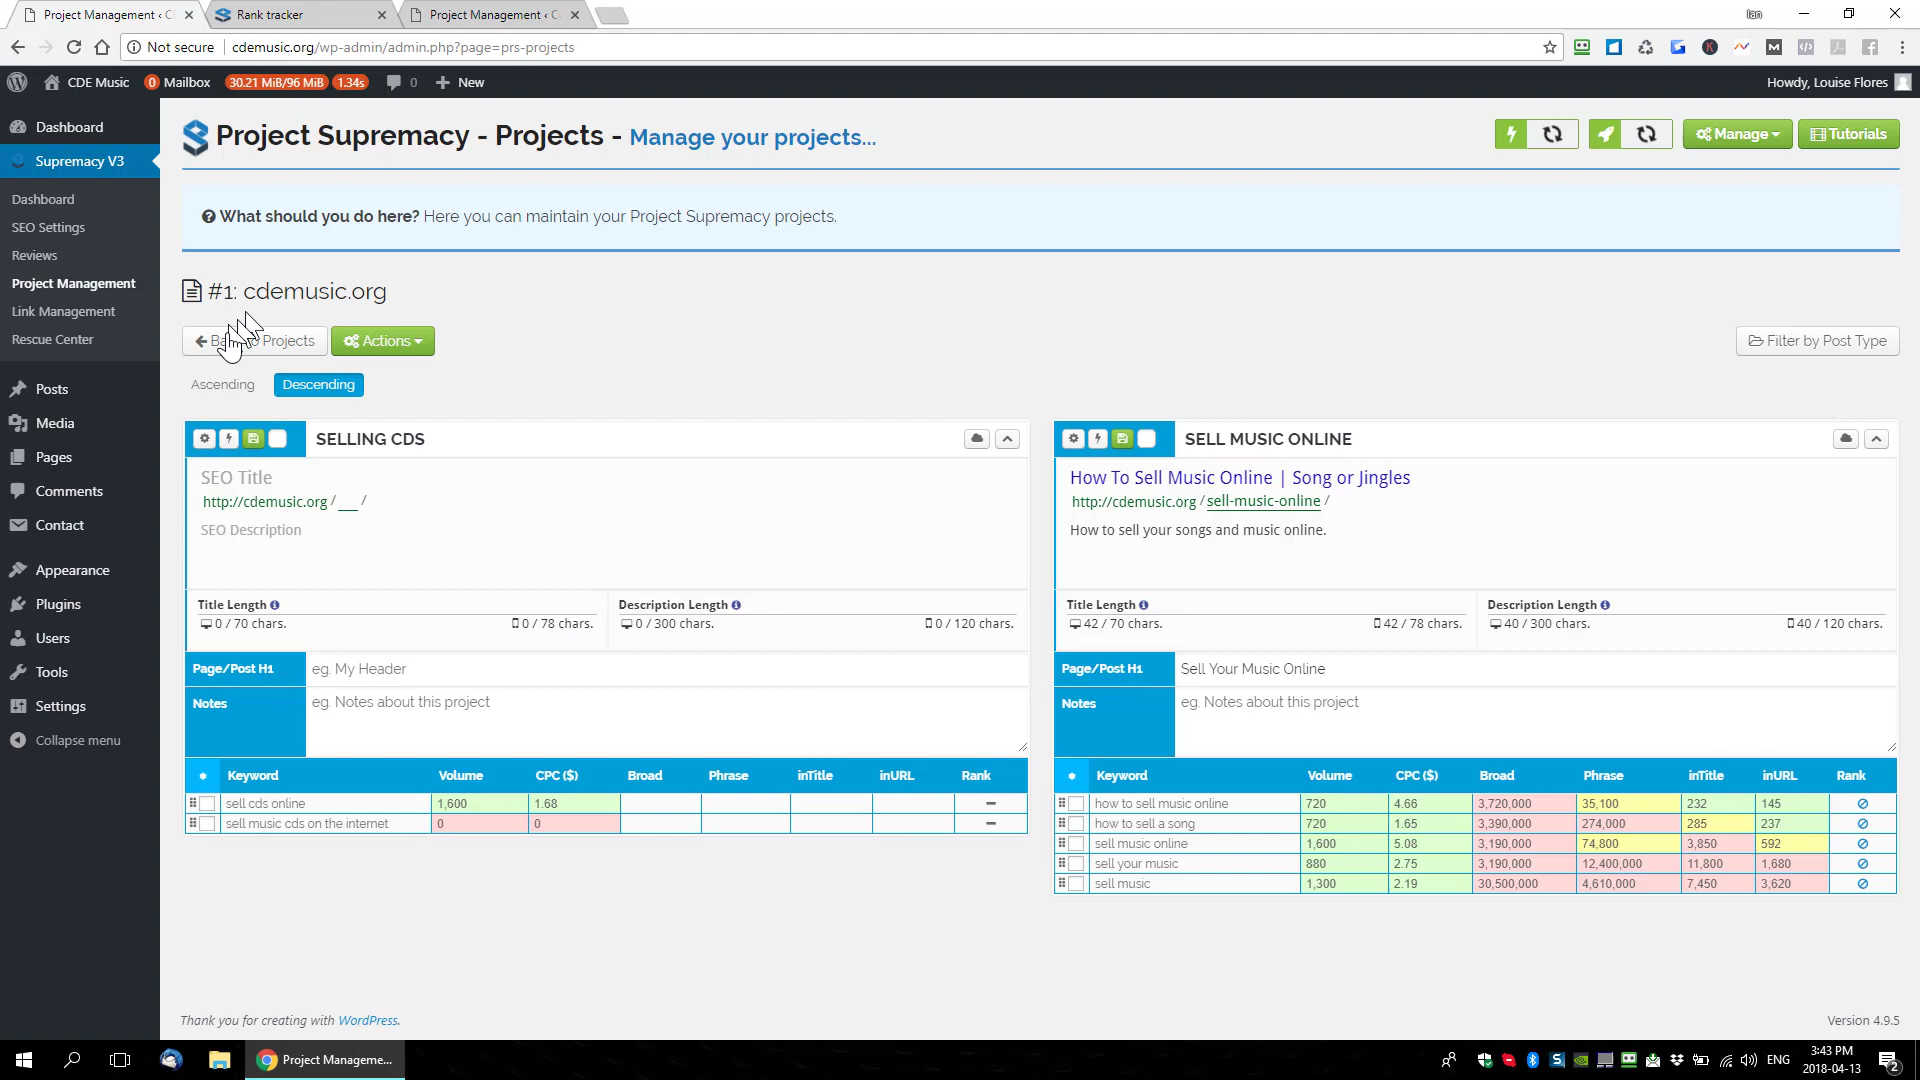 Project Management ‹ C
Rank tracker
Project Management ‹ C
Ian
Not secure
cdemusic.org/wp-admin/admin.php?page=prs-projects
CDE Music
0 Mailbox
30.21 MiB/96 MiB
1.34s
0
New
Howdy, Louise Flores
Dashboard
Supremacy V3
Dashboard
SEO Settings
Reviews
Project Management
Link Management
Rescue Center
Posts
Media
Pages
Comments
Contact
Appearance
Plugins
Users
Tools
Settings
Collapse menu
Project Supremacy - Projects - Manage your projects...
Manage
Tutorials
What should you do here? Here you can maintain your Project Supremacy projects.
#1: cdemusic.org
Projects
Actions
Filter by Post Type
Ascending
Descending
SELLING CDS
SEO Title
http://cdemusic.org / ___ /
SEO Description
Title Length
0 / 70 chars.
0 / 78 chars.
Description Length
0 / 300 chars.
0 / 120 chars.
Page/Post H1
eg. My Header
Notes
eg. Notes about this project
* Keyword Volume CPC ($) Broad Phrase inTitle inURL Rank
sell cds online 1,600 1.68 –
sell music cds on the internet 0 0 –
SELL MUSIC ONLINE
How To Sell Music Online | Song or Jingles
http://cdemusic.org / sell-music-online /
How to sell your songs and music online.
Title Length
42 / 70 chars.
42 / 78 chars.
Description Length
40 / 300 chars.
40 / 120 chars.
Page/Post H1
Sell Your Music Online
Notes
eg. Notes about this project
* Keyword Volume CPC ($) Broad Phrase inTitle inURL Rank
how to sell music online 720 4.66 3,720,000 35,100 232 145
how to sell a song 720 1.65 3,390,000 274,000 285 237
sell music online 1,600 5.08 3,190,000 74,800 3,850 592
sell your music 880 2.75 3,190,000 12,400,000 11,800 1,680
sell music 1,300 2.19 30,500,000 4,610,000 7,450 3,620
Thank you for creating with WordPress.
Version 4.9.5
Project Manageme...
ENG
3:43 PM
2018-04-13
2